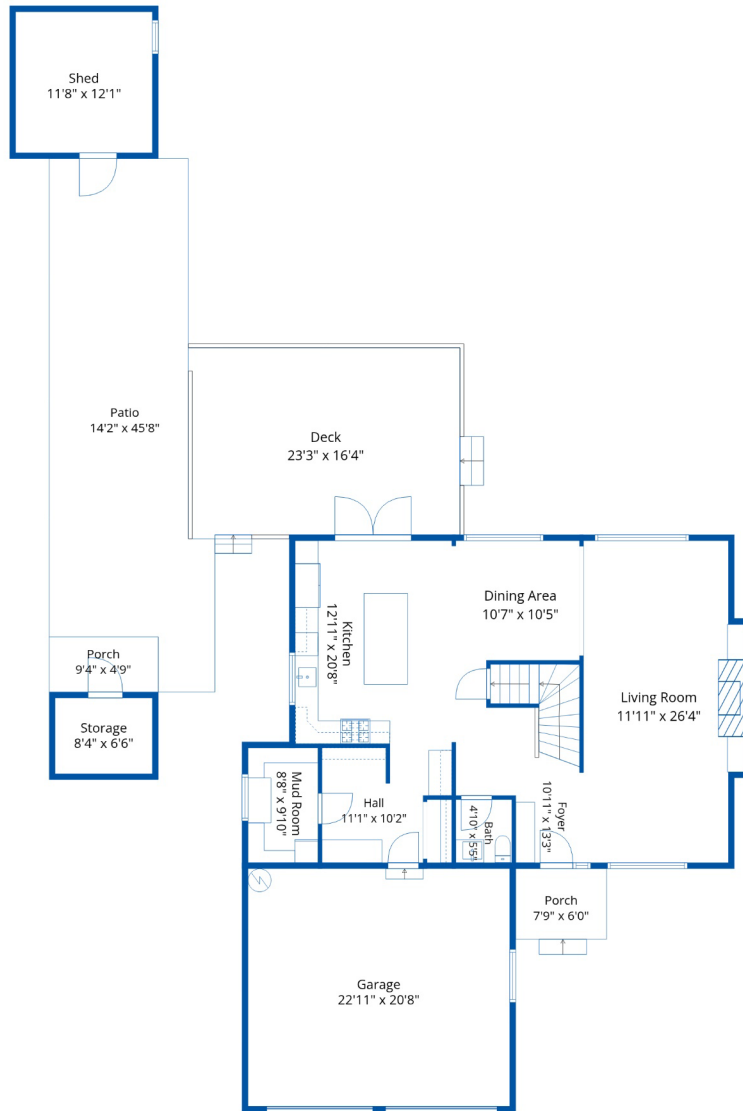 Shed
11'8" x 12'1"
Patio
14'2" x 45'8"
Deck
23'3" x 16'4"
Dining Area
10'7" x 10'5"
Kitchen
12'11" x 20'8"
Porch
9'4" x 4'9"
Living Room
11'11" x 26'4"
Storage
8'4" x 6'6"
Mud Room
8'8" x 9'10"
Hall
11'1" x 10'2"
Bath
4'10" x 5'5"
Foyer
10'11" x 13'3"
Porch
7'9" x 6'0"
Garage
22'11" x 20'8"